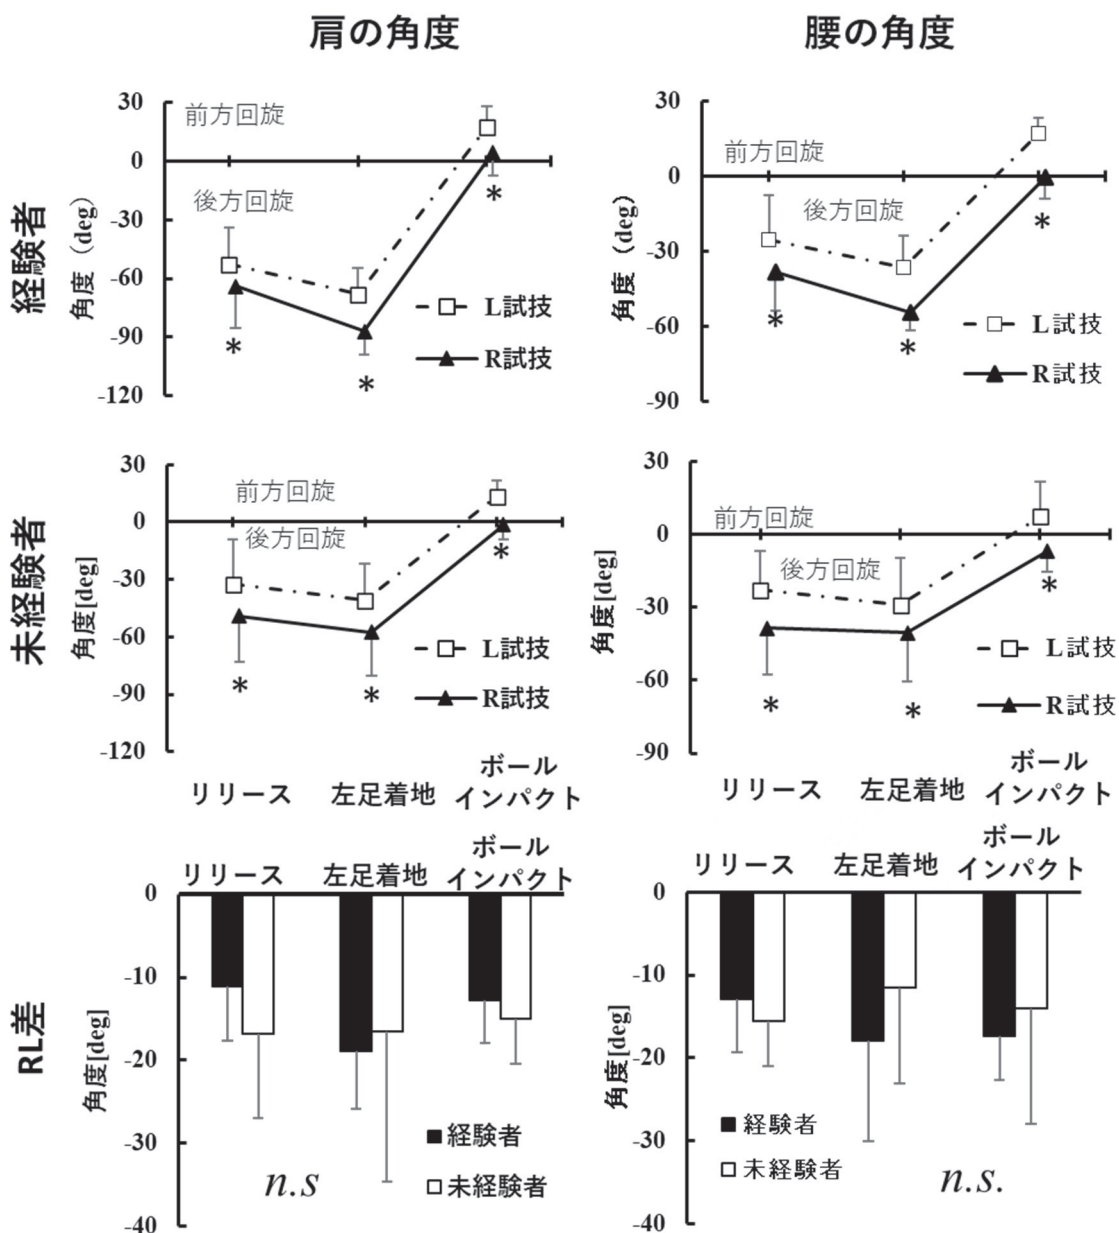 肩の角度
腰の角度
経験者
角度（deg）
30
0
-30
-60
-90
-120
前方回旋
後方回旋
L試技
R試技
*
*
*
角度（deg）
30
0
-30
-60
-90
前方回旋
後方回旋
L試技
R試技
*
*
*
未経験者
角度[deg]
30
0
-30
-60
-90
-120
前方回旋
後方回旋
L試技
R試技
*
*
*
リリース
左足着地
ボール
インパクト
角度[deg]
30
0
-30
-60
-90
前方回旋
後方回旋
L試技
R試技
*
*
*
リリース
左足着地
ボール
インパクト
RL差
リリース
左足着地
ボール
インパクト
角度[deg]
0
-10
-20
-30
-40
経験者
未経験者
n.s
リリース
左足着地
ボール
インパクト
角度[deg]
0
-10
-20
-30
-40
経験者
未経験者
n.s.